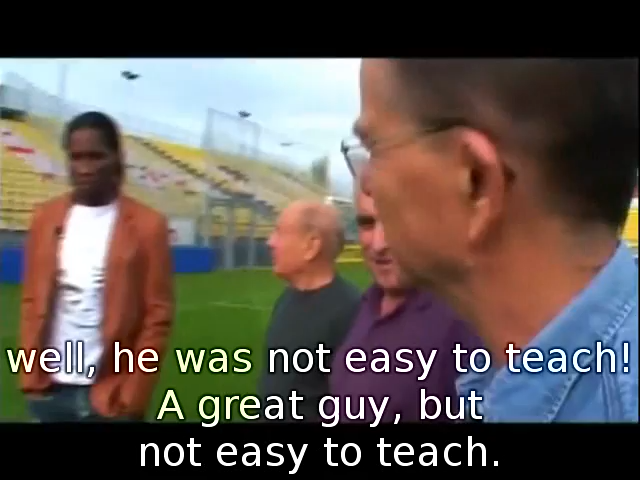 well, he was not easy to teach!
A great guy, but
not easy to teach.